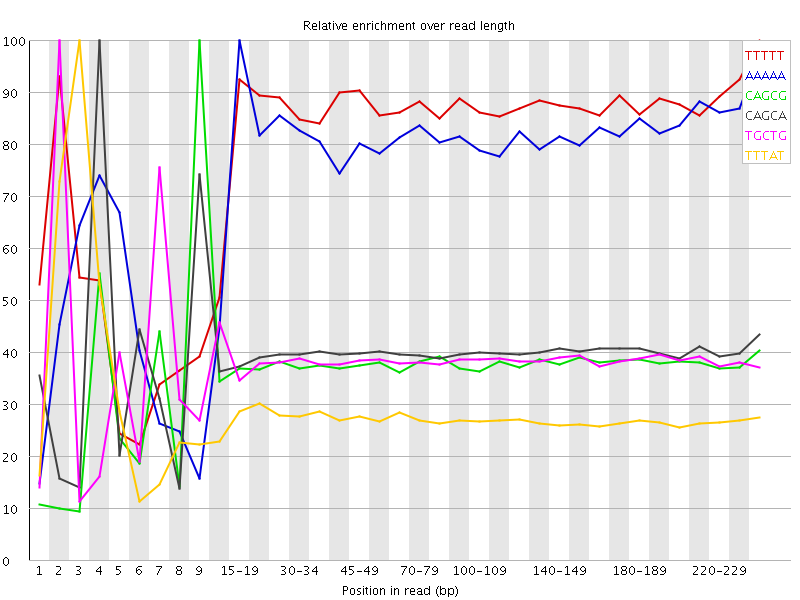 Relative enrichment over read length
100
90
80
70
60
50
40
30
20
10
0
TTTTT
AAAAA
CAGCG
CAGCA
TGCTG
TTTAT
1 2 3 4 5 6 7 8 9 15-19 30-34 45-49 70-79 100-109 140-149 180-189 220-229
Position in read (bp)